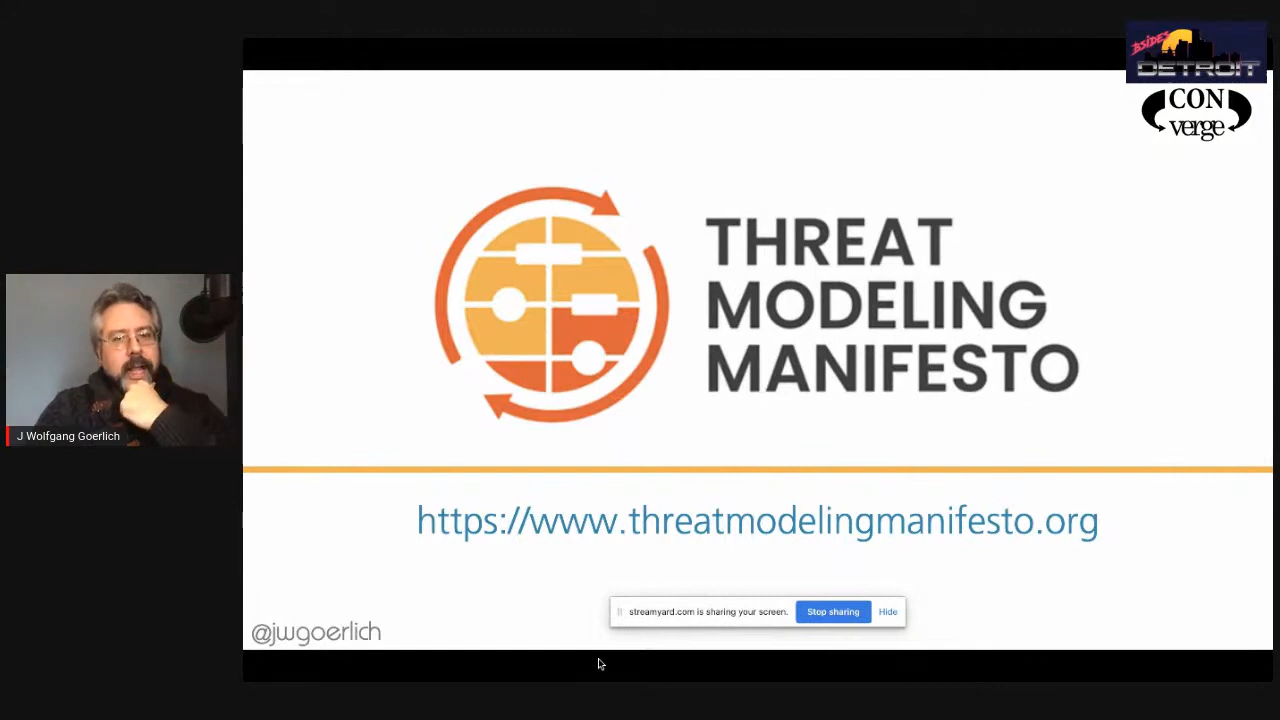 BSIDES
DETROIT
CON
verge
THREAT
MODELING
MANIFESTO
https://www.threatmodelingmanifesto.org
J Wolfgang Goerlich
streamyard.com is sharing your screen.
Stop sharing
Hide
@jwgoerlich